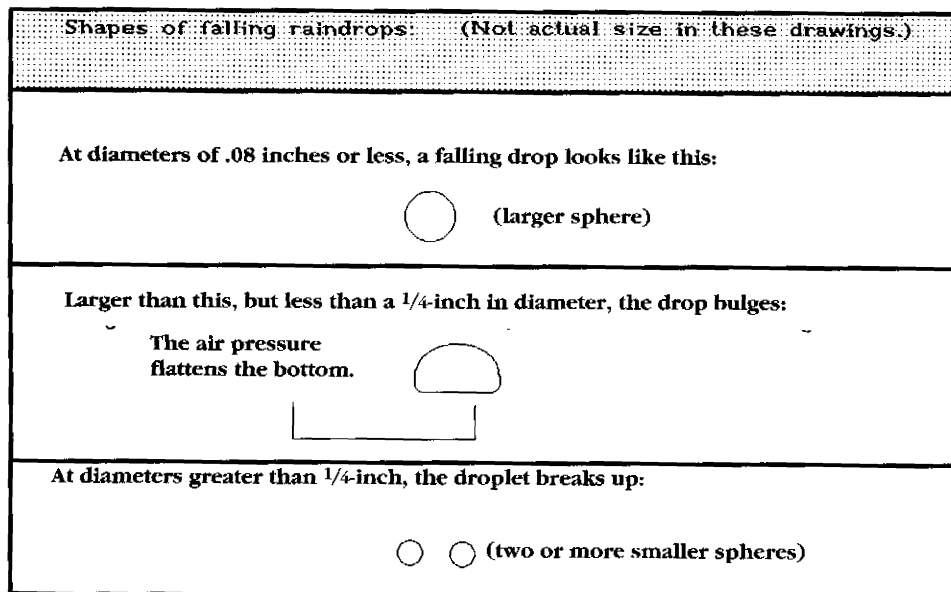 Shapes of falling raindrops: (Not actual size in these drawings.)
At diameters of .08 inches or less, a falling drop looks like this:
(larger sphere)
Larger than this, but less than a 1/4-inch in diameter, the drop bulges:
The air pressure
flattens the bottom.
At diameters greater than 1/4-inch, the droplet breaks up:
(two or more smaller spheres)